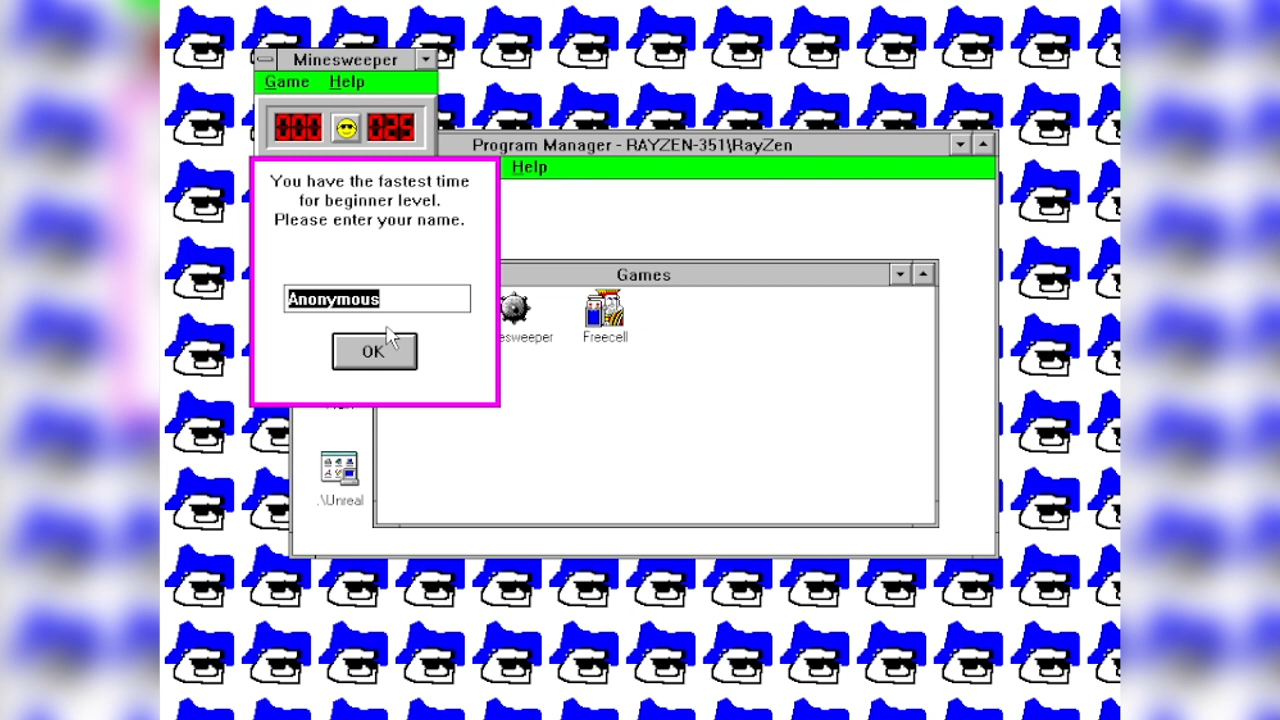 Minesweeper
Game Help
000 025
Program Manager - RAYZEN-351\RayZen
Help
You have the fastest time
for beginner level.
Please enter your name.
Games
Anonymous
esweeper
Freecell
OK
.\Unreal